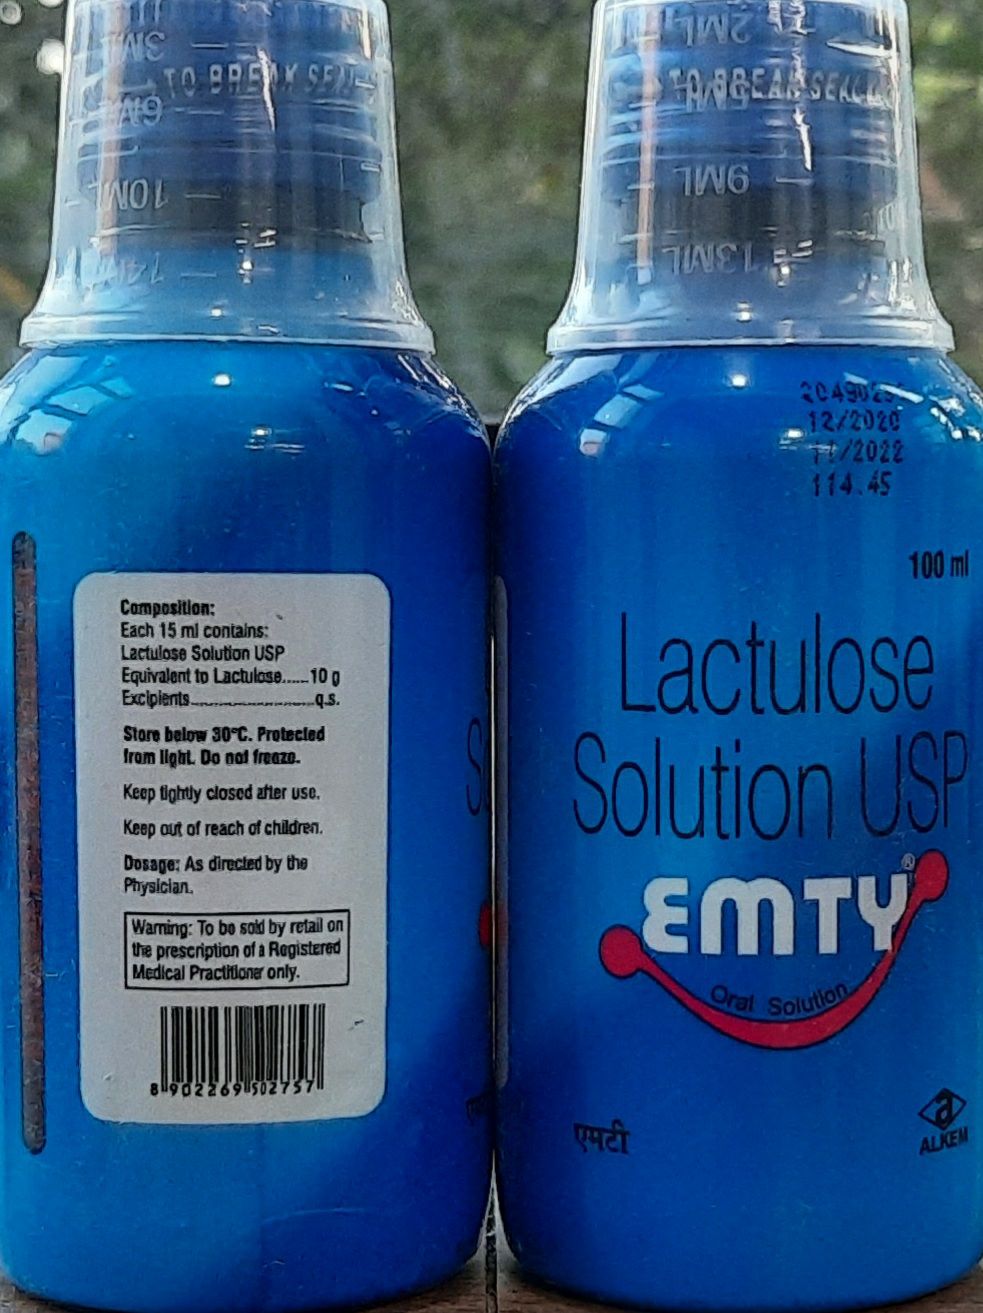 3ML
TO BREAK SEAL
6ML
10ML
14ML
Composition:
Each 15 ml contains:
Lactulose Solution USP
Equivalent to Lactulose......10 g
Excipients..............................q.s.
Store below 30°C. Protected
from light. Do not freeze.
Keep tightly closed after use.
Keep out of reach of children.
Dosage: As directed by the
Physician.
Warning: To be sold by retail on
the prescription of a Registered
Medical Practitioner only.
8 902269 502757
2ML
TO BREAK SEAL
5ML
9ML
13ML
12/2020
11/2022
114.45
100 ml
Lactulose
Solution USP
EMTY®
Oral Solution
एमटी
ALKEM